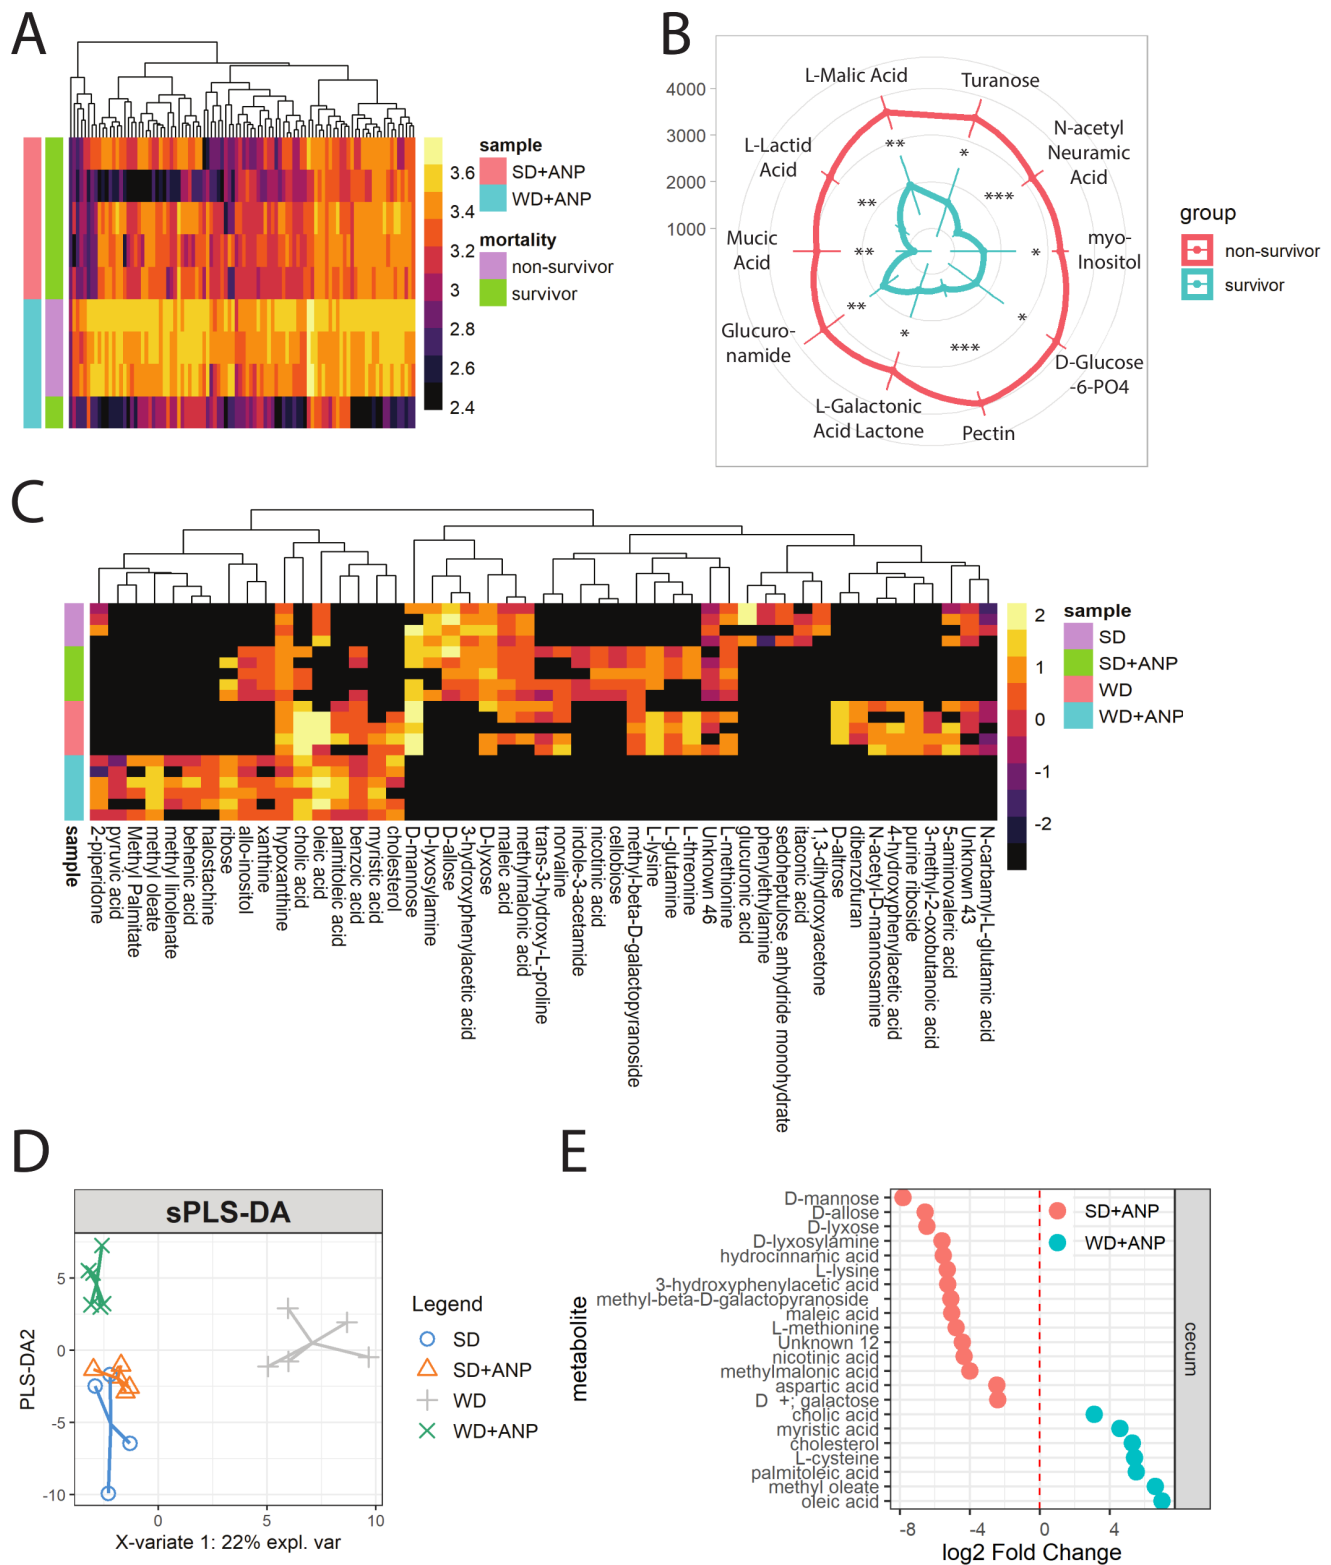 A
sample
SD+ANP
WD+ANP
mortality
non-survivor
survivor
3.6
3.4
3.2
3
2.8
2.6
2.4
B
4000
3000
2000
1000
L-Malic Acid
Turanose
N-acetyl
Neuramic
Acid
myo-
Inositol
D-Glucose
-6-PO4
Pectin
L-Galactonic
Acid Lactone
Glucuro-
namide
Mucic
Acid
L-Lactid
Acid
**
*
***
*
*
***
*
**
**
**
group
non-survivor
survivor
C
2
1
0
-1
-2
sample
SD
SD+ANP
WD
WD+ANP
sample
2-piperidone
pyruvic acid
Methyl Palmitate
methyl oleate
methyl linolenate
behenic acid
halostachine
ribose
allo-inositol
xanthine
hypoxanthine
cholic acid
oleic acid
palmitoleic acid
benzoic acid
myristic acid
cholesterol
D-mannose
D-lyxosylamine
D-allose
3-hydroxyphenylacetic acid
D-lyxose
maleic acid
methylmalonic acid
trans-3-hydroxy-L-proline
norvaline
indole-3-acetamide
nicotinic acid
cellobiose
methyl-beta-D-galactopyranoside
L-lysine
L-glutamine
L-threonine
Unknown 46
L-methionine
glucuronic acid
phenylethylamine
sedoheptulose anhydride monohydrate
itaconic acid
1,3-dihydroxyacetone
D-altrose
dibenzofuran
N-acetyl-D-mannosamine
4-hydroxyphenylacetic acid
purine riboside
3-methyl-2-oxobutanoic acid
5-aminovaleric acid
Unknown 43
N-carbamyl-L-glutamic acid
D
sPLS-DA
PLS-DA2
5
0
-5
-10
0
5
10
X-variate 1: 22% expl. var
Legend
SD
SD+ANP
WD
WD+ANP
E
metabolite
D-mannose
D-allose
D-lyxose
D-lyxosylamine
hydrocinnamic acid
L-lysine
3-hydroxyphenylacetic acid
methyl-beta-D-galactopyranoside
maleic acid
L-methionine
Unknown 12
nicotinic acid
methylmalonic acid
aspartic acid
D +; galactose
cholic acid
myristic acid
cholesterol
L-cysteine
palmitoleic acid
methyl oleate
oleic acid
SD+ANP
WD+ANP
cecum
-8
-4
0
4
log2 Fold Change